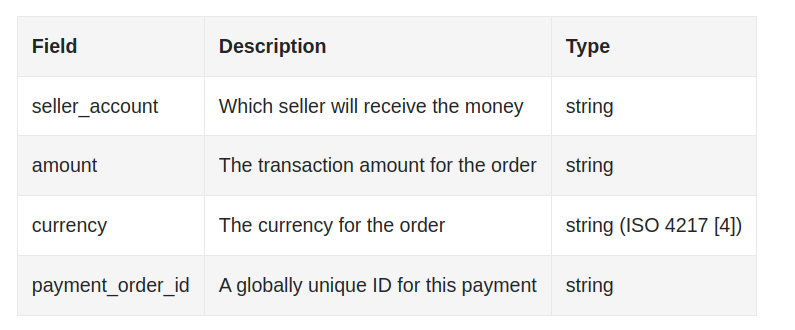 Field Description Type
seller_account Which seller will receive the money string
amount The transaction amount for the order string
currency The currency for the order string (ISO 4217 [4])
payment_order_id A globally unique ID for this payment string